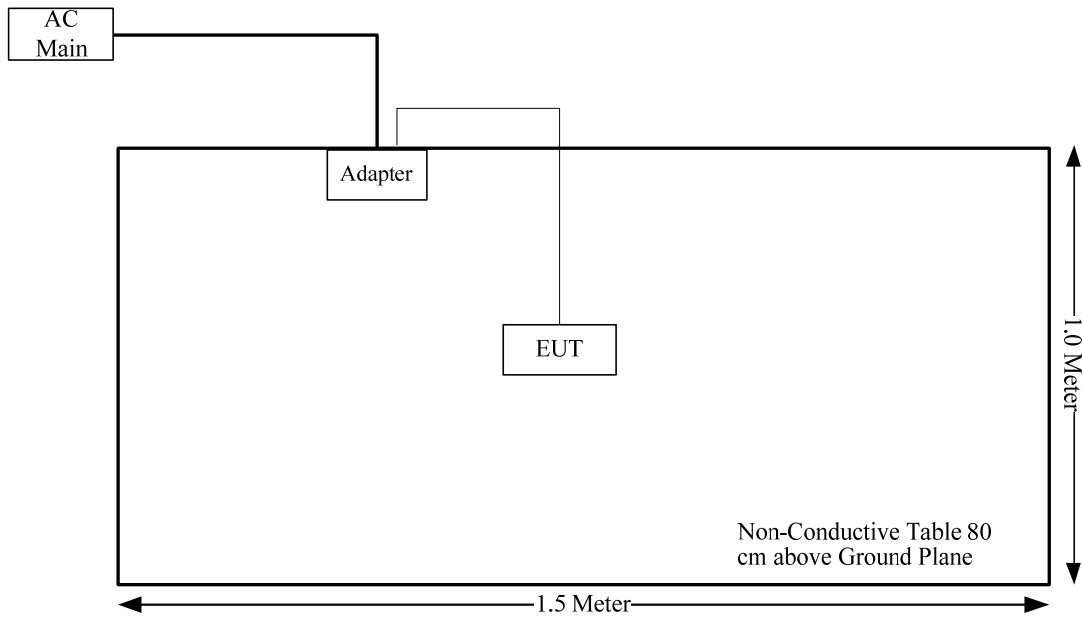 AC
Main
Adapter
EUT
1.0 Meter
Non-Conductive Table 80
cm above Ground Plane
1.5 Meter